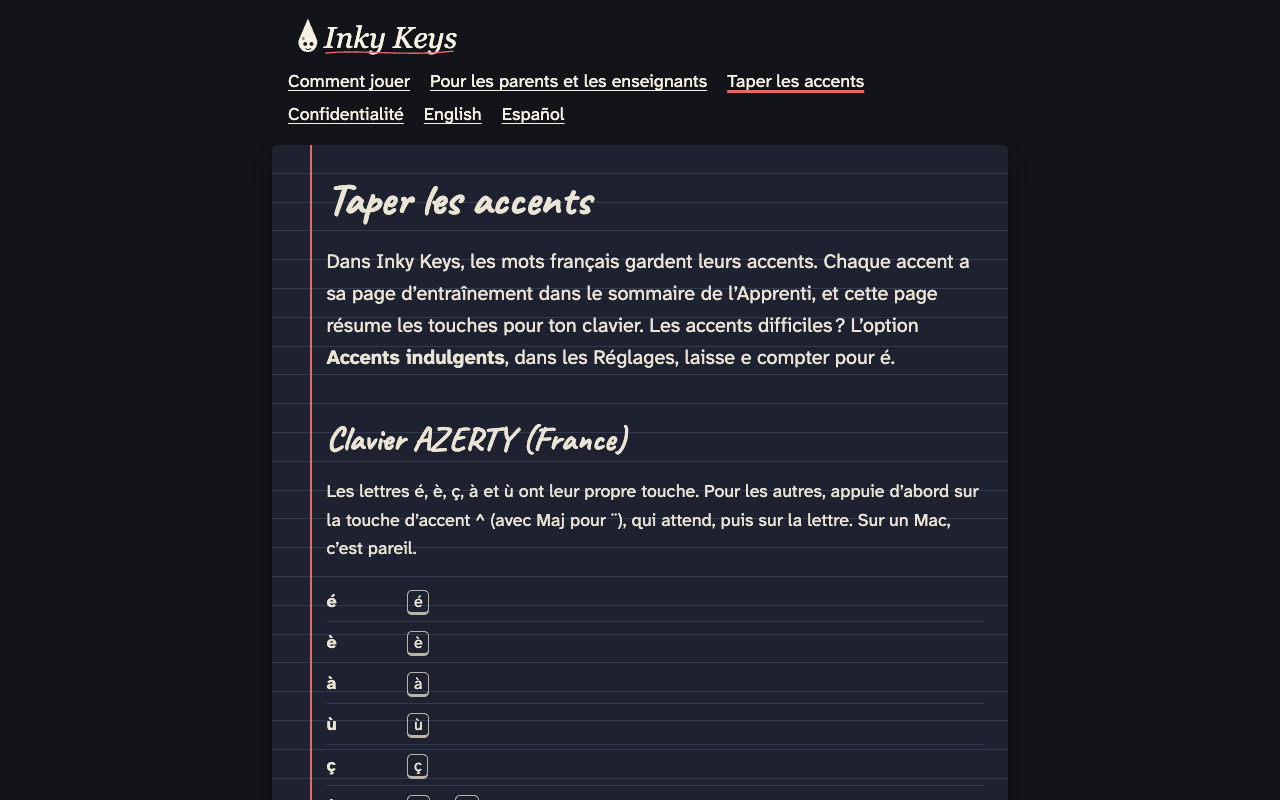 Inky Keys
Comment jouer Pour les parents et les enseignants Taper les accents
Confidentialité English Español
Taper les accents
Dans Inky Keys, les mots français gardent leurs accents. Chaque accent a
sa page d’entraînement dans le sommaire de l’Apprenti, et cette page
résume les touches pour ton clavier. Les accents difficiles ? L’option
Accents indulgents, dans les Réglages, laisse e compter pour é.
Clavier AZERTY (France)
Les lettres é, è, ç, à et ù ont leur propre touche. Pour les autres, appuie d’abord sur
la touche d’accent ^ (avec Maj pour ¨), qui attend, puis sur la lettre. Sur un Mac,
c’est pareil.
é é
è è
à à
ù ù
ç ç